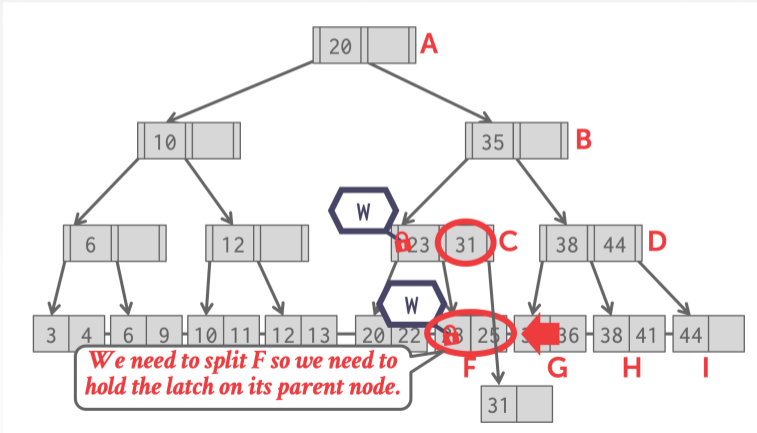 20 A
10 35 B
W
6 12 23 31 C 38 44 D
W
3 4 6 9 10 11 12 13 20 22 25 36 38 41 44
We need to split F so we need to
hold the latch on its parent node.
F G H I
31